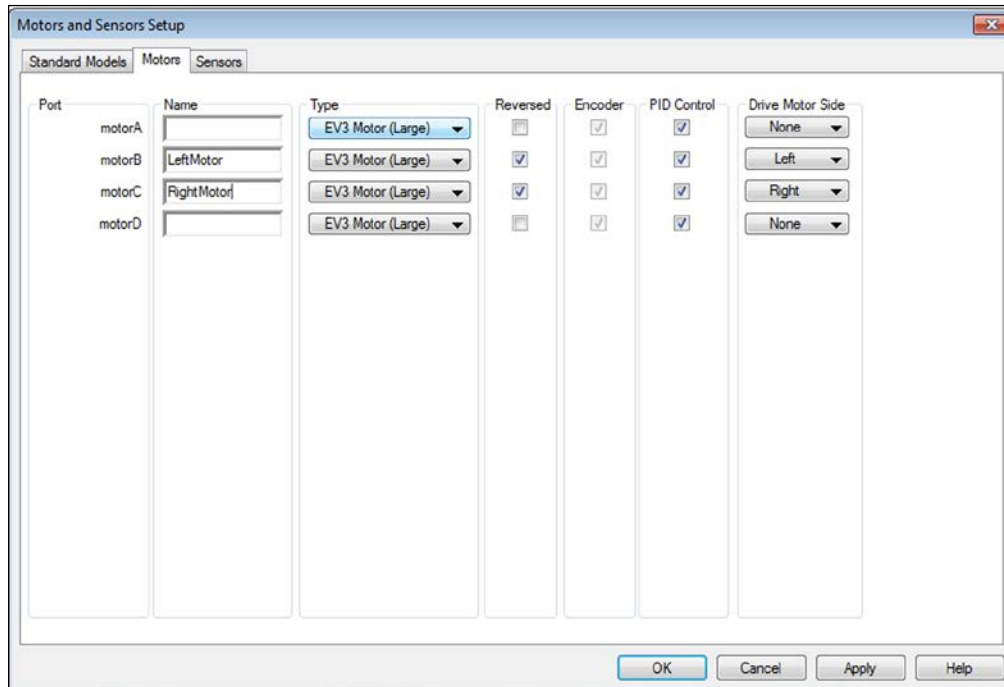 Motors and Sensors Setup
Standard Models Motors Sensors
Port Name Type Reversed Encoder PID Control Drive Motor Side
motorA EV3 Motor (Large) None
motorB LeftMotor EV3 Motor (Large) Left
motorC RightMotor EV3 Motor (Large) Right
motorD EV3 Motor (Large) None
OK Cancel Apply Help